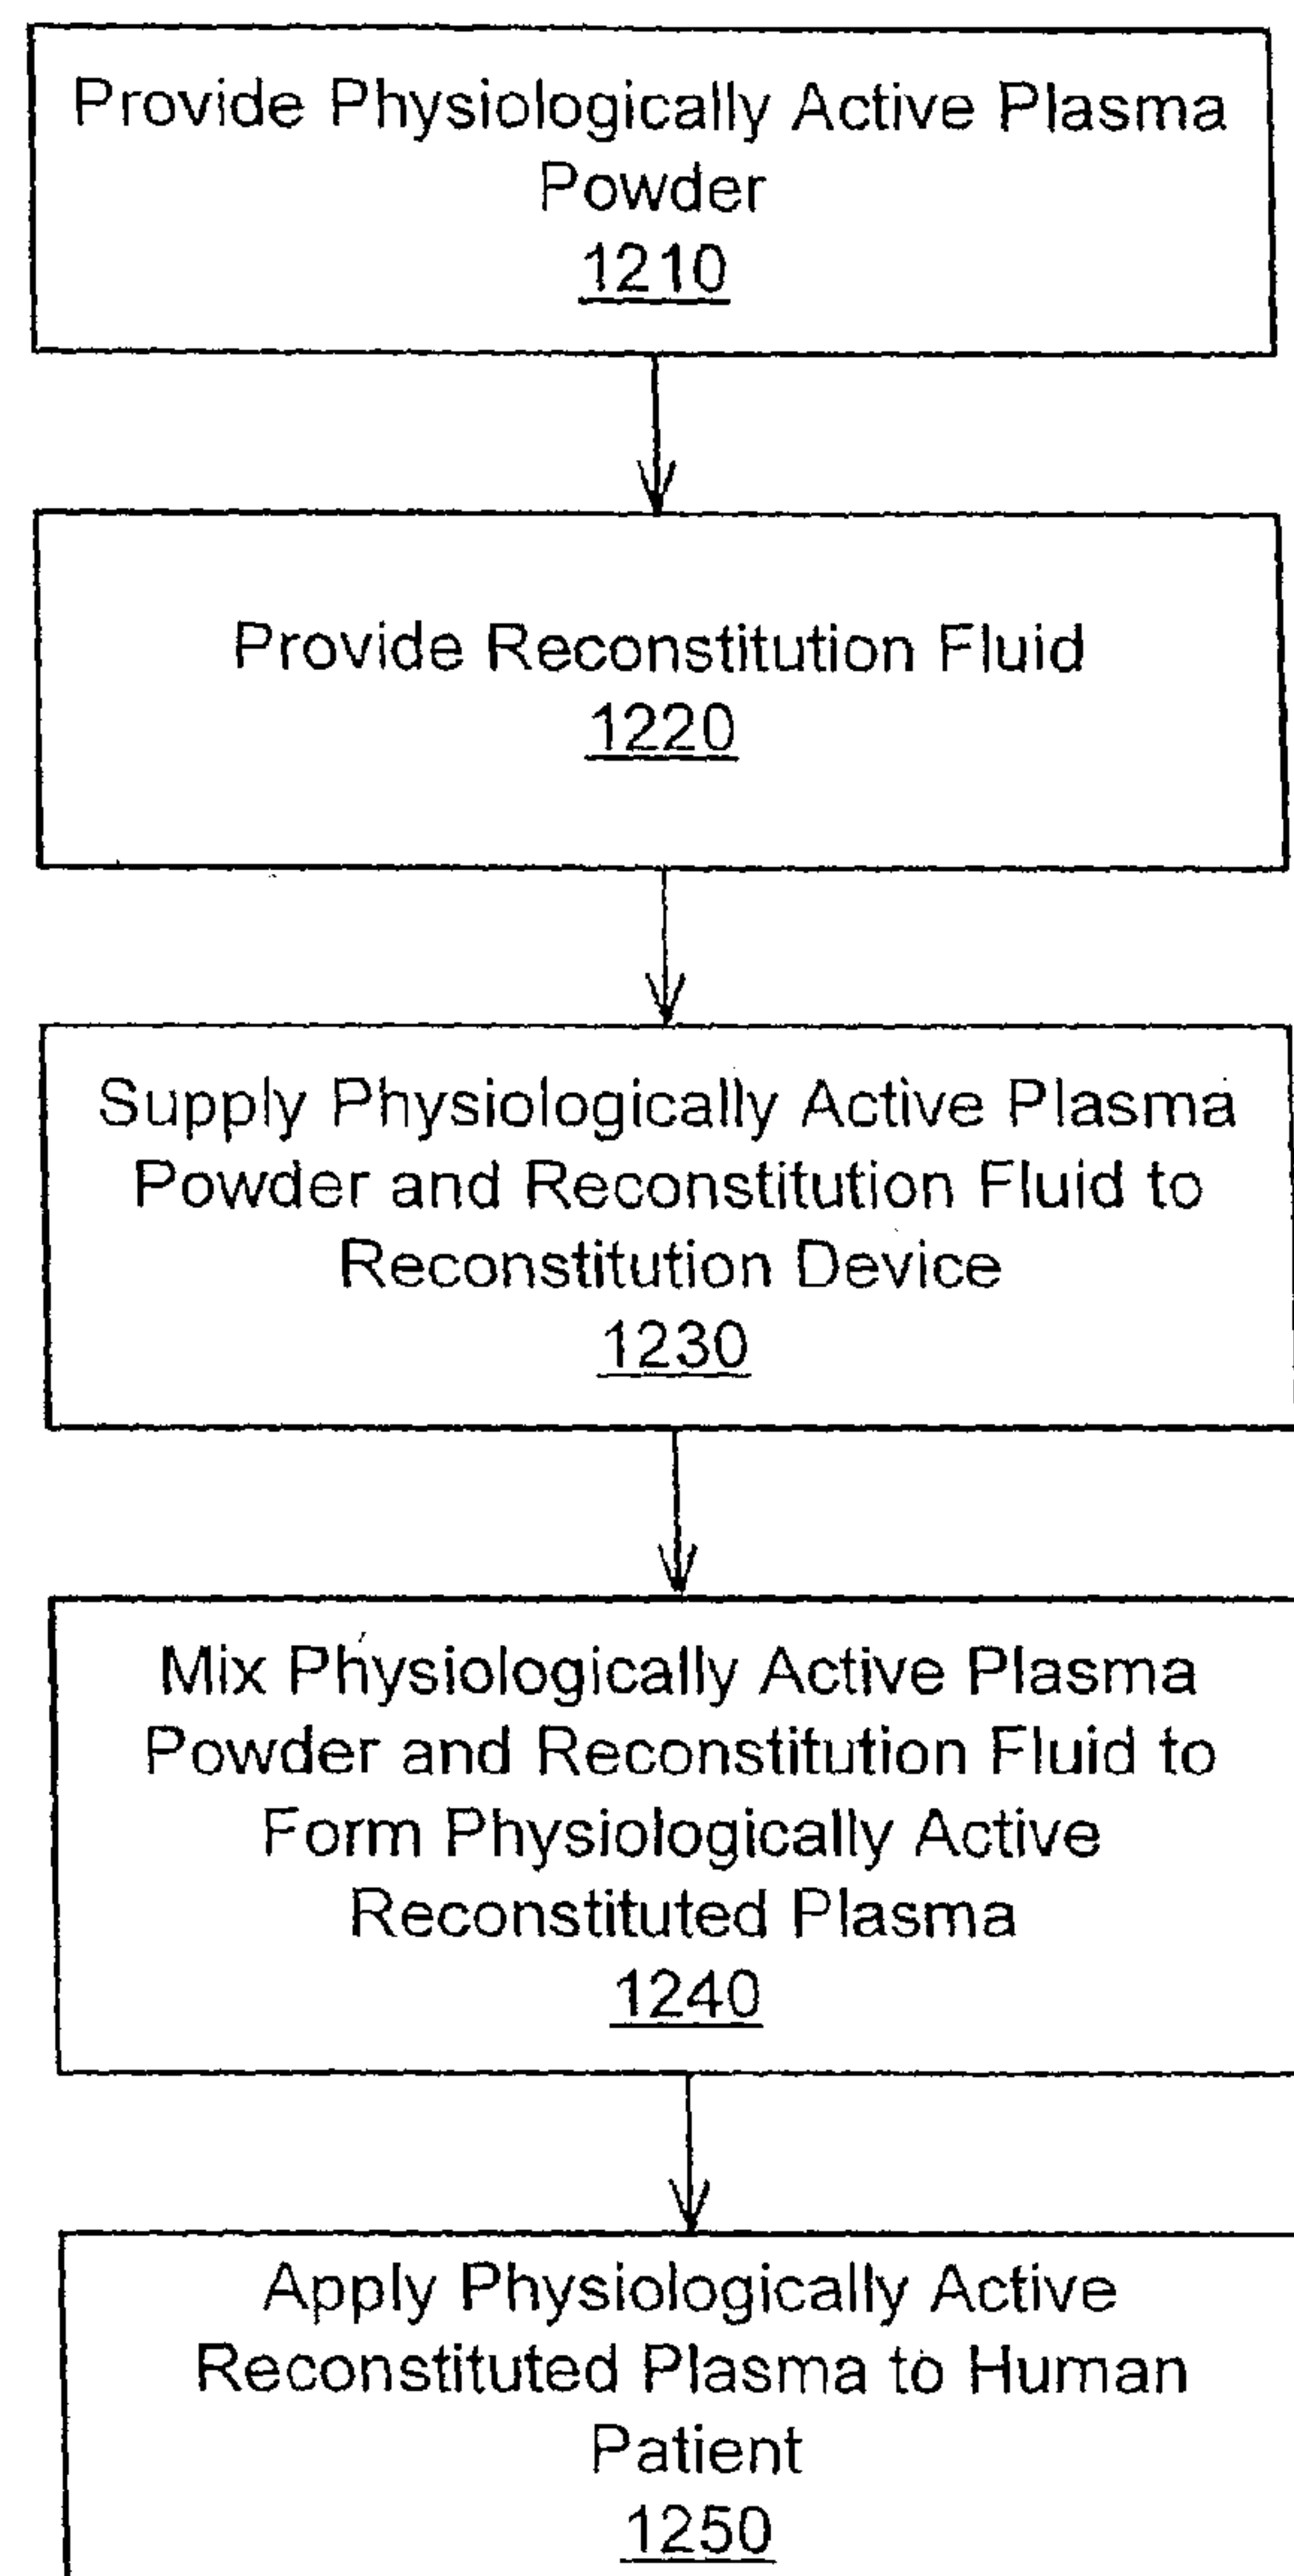 Provide Physiologically Active Plasma
Powder
1210
Provide Reconstitution Fluid
1220
Supply Physiologically Active Plasma
Powder and Reconstitution Fluid to
Reconstitution Device
1230
Mix Physiologically Active Plasma
Powder and Reconstitution Fluid to
Form Physiologically Active
Reconstituted Plasma
1240
Apply Physiologically Active
Reconstituted Plasma to Human
Patient
1250